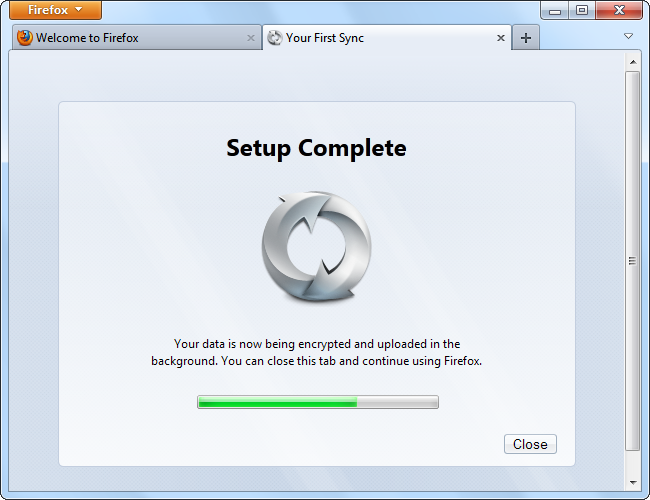 Firefox
Welcome to Firefox
Your First Sync
Setup Complete
Your data is now being encrypted and uploaded in the
background. You can close this tab and continue using Firefox.
Close